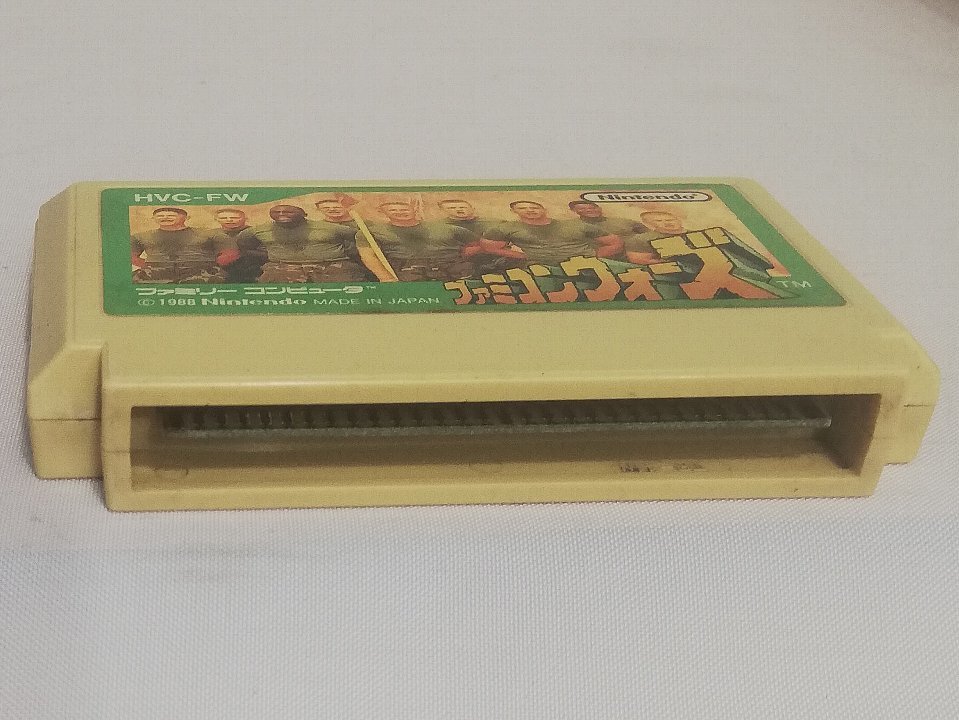 HVC-FW
Nintendo®
ファミリー コンピュータ™
© 1988 Nintendo MADE IN JAPAN
ファミコンウォーズ TM